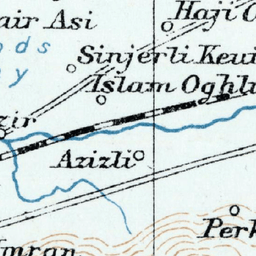 air Asi
Haji O
nds
Sinjerli Keui
y
Islam Oghlu
zir
Azizli
Perk
mran